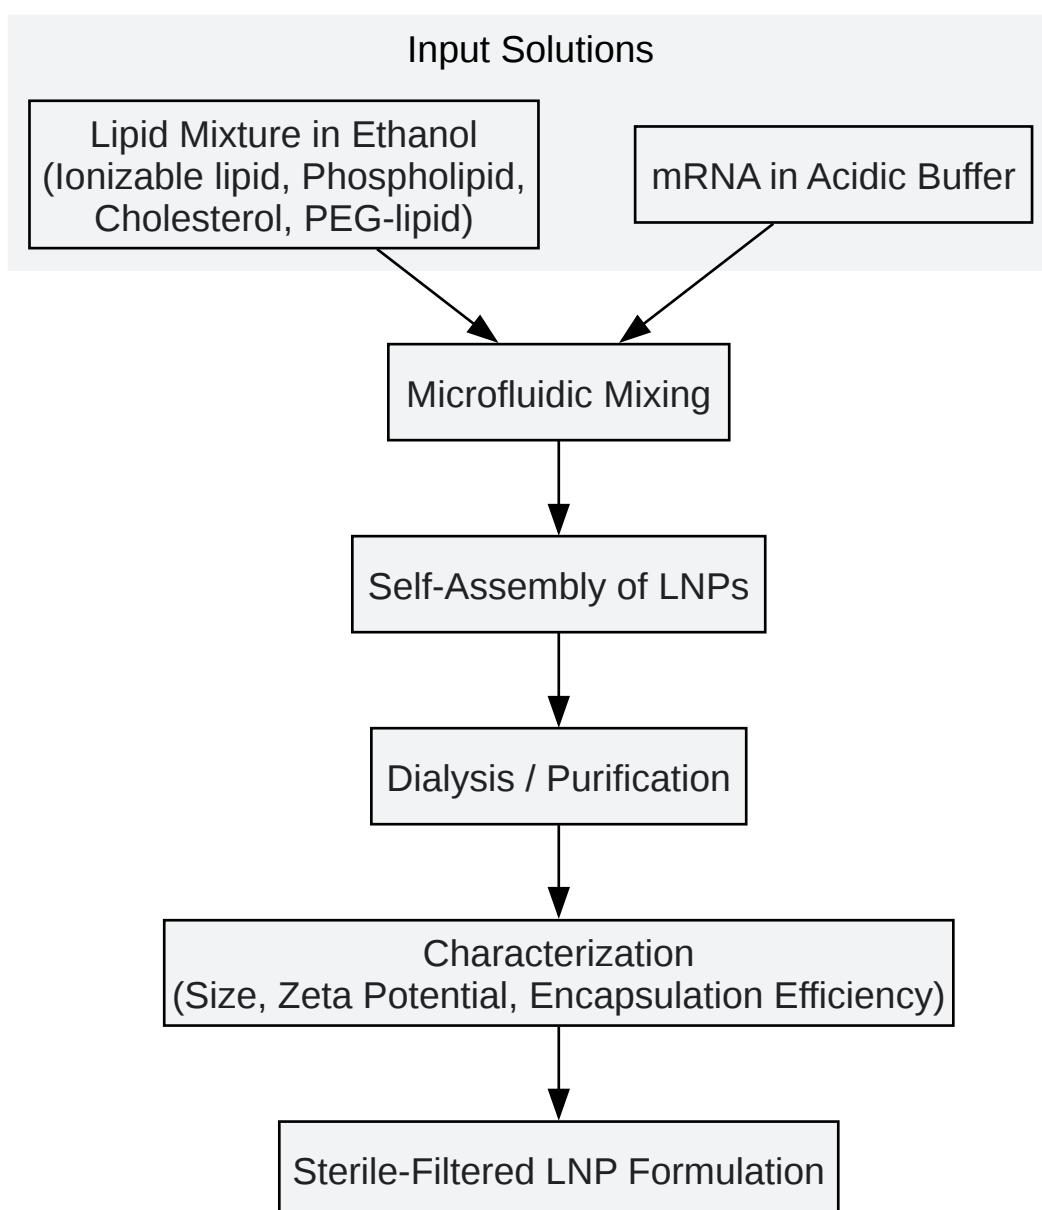 Input Solutions
Lipid Mixture in Ethanol
(Ionizable lipid, Phospholipid,
Cholesterol, PEG-lipid)
mRNA in Acidic Buffer
Microfluidic Mixing
Self-Assembly of LNPs
Dialysis / Purification
Characterization
(Size, Zeta Potential, Encapsulation Efficiency)
Sterile-Filtered LNP Formulation